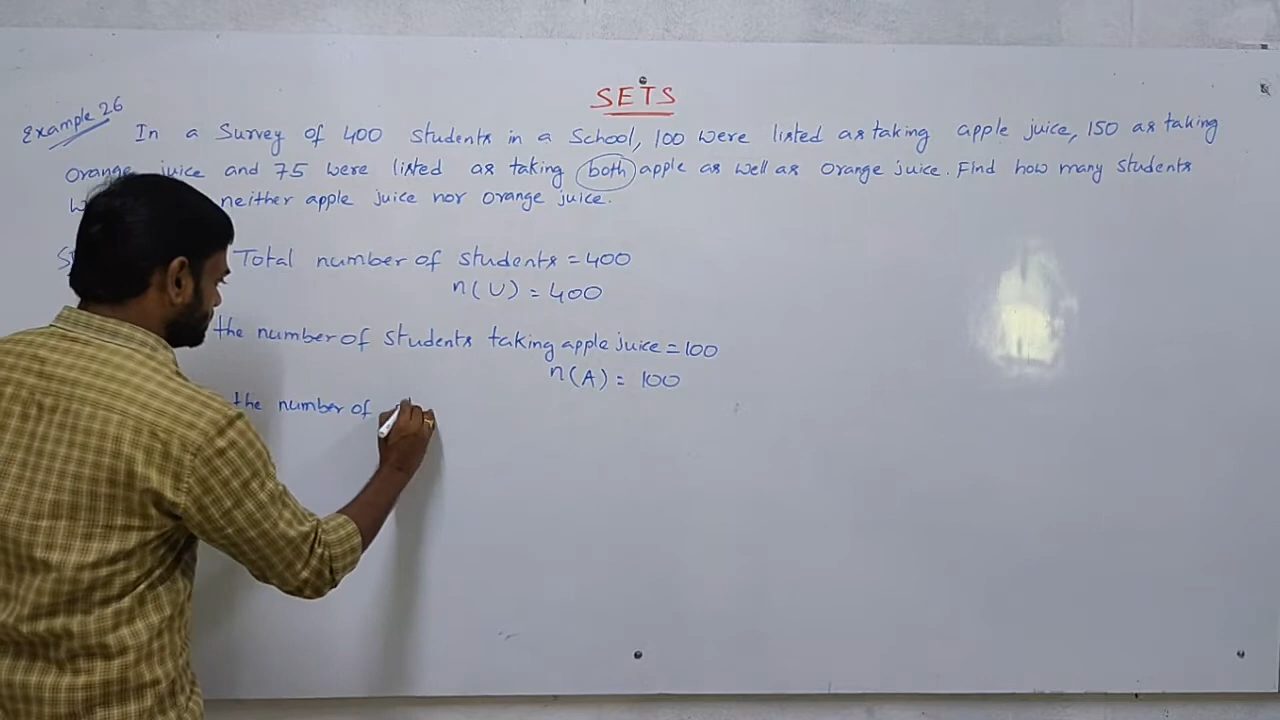 SETS
Example 26
In a Survey of 400 students in a School, 100 were listed as taking apple juice, 150 as taking
orange juice and 75 were listed as taking both apple as well as orange juice. Find how many students
neither apple juice nor orange juice.
Total number of students = 400
n(U) = 400
the number of students taking apple juice = 100
n(A) = 100
the number of